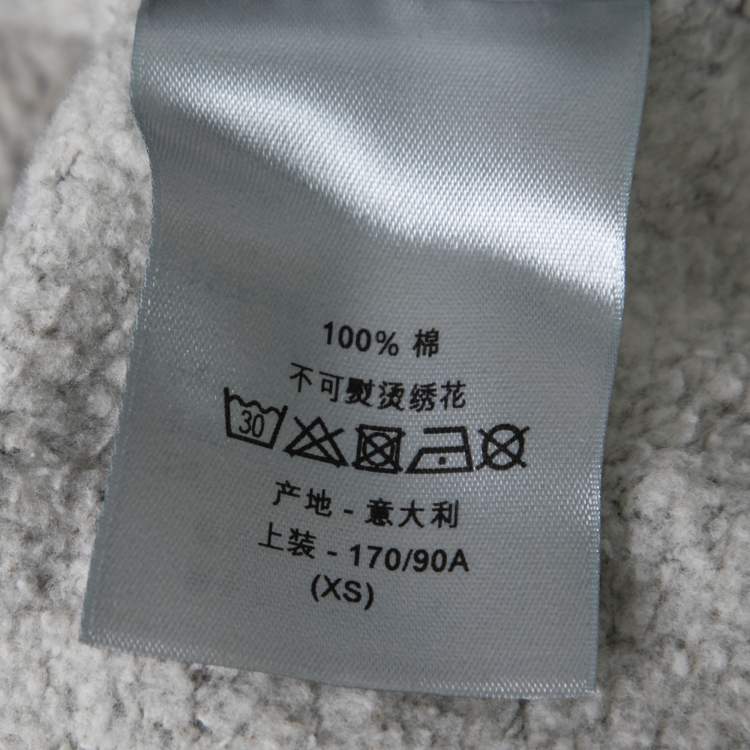 100% 棉
不可熨烫绣花
30
产地 - 意大利
上装 - 170/90A
(XS)